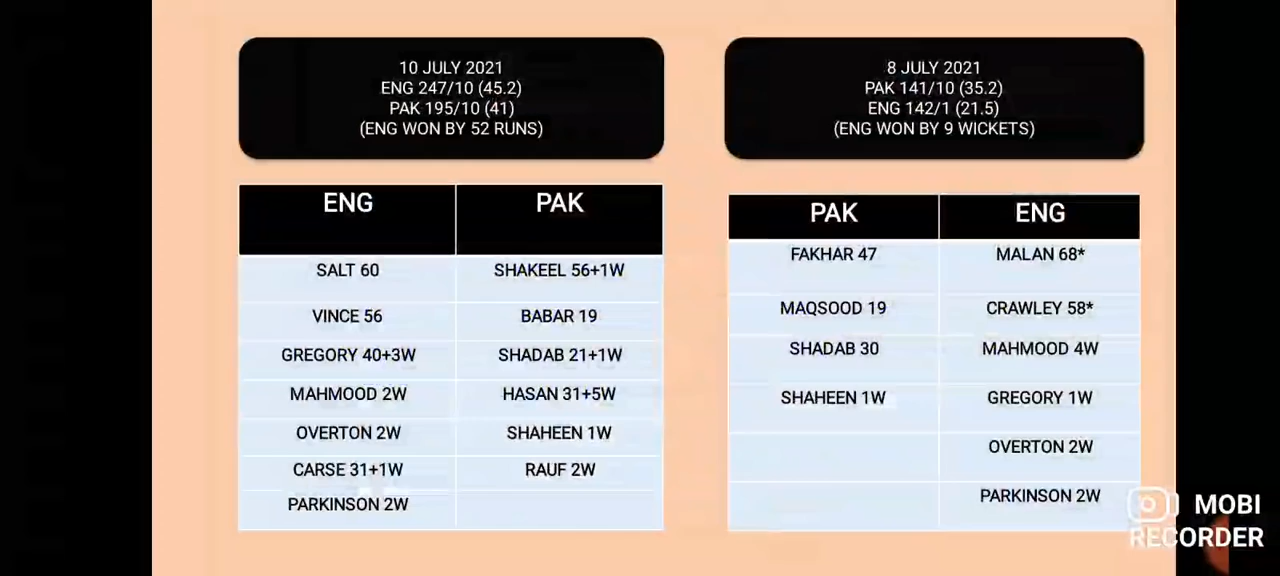 10 JULY 2021
ENG 247/10 (45.2)
PAK 195/10 (41)
(ENG WON BY 52 RUNS)
ENG PAK
SALT 60 SHAKEEL 56+1W
VINCE 56 BABAR 19
GREGORY 40+3W SHADAB 21+1W
MAHMOOD 2W HASAN 31+5W
OVERTON 2W SHAHEEN 1W
CARSE 31+1W RAUF 2W
PARKINSON 2W
8 JULY 2021
PAK 141/10 (35.2)
ENG 142/1 (21.5)
(ENG WON BY 9 WICKETS)
PAK ENG
FAKHAR 47 MALAN 68*
MAQSOOD 19 CRAWLEY 58*
SHADAB 30 MAHMOOD 4W
SHAHEEN 1W GREGORY 1W
OVERTON 2W
PARKINSON 2W
MOBI
RECORDER